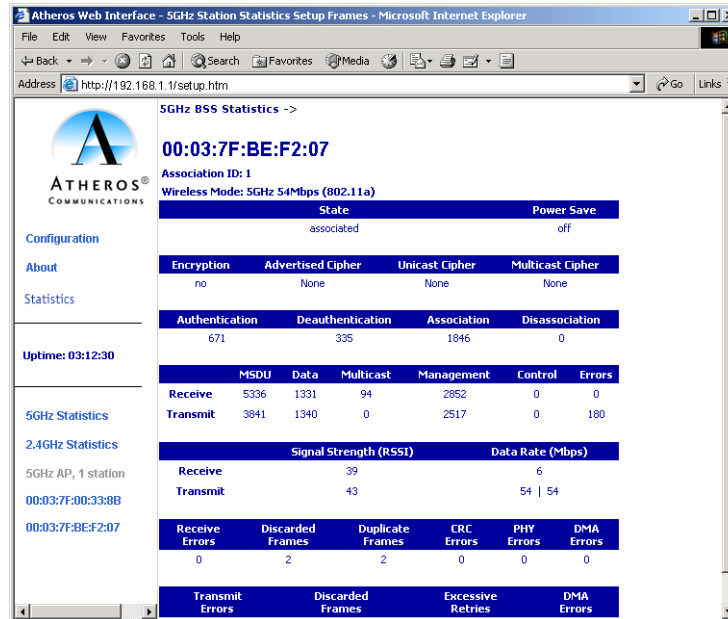 Atheros Web Interface - 5GHz Station Statistics Setup Frames - Microsoft Internet Explorer
File Edit View Favorites Tools Help
Back Search Favorites Media
Address http://192.168.1.1/setup.htm Go Links
ATHEROS®
COMMUNICATIONS
Configuration
About
Statistics
Uptime: 03:12:30
5GHz Statistics
2.4GHz Statistics
5GHz AP, 1 station
00:03:7F:00:33:8B
00:03:7F:BE:F2:07
5GHz BSS Statistics ->
00:03:7F:BE:F2:07
Association ID: 1
Wireless Mode: 5GHz 54Mbps (802.11a)
State Power Save
associated off
Encryption Advertised Cipher Unicast Cipher Multicast Cipher
no None None None
Authentication Deauthentication Association Disassociation
671 335 1846 0
MSDU Data Multicast Management Control Errors
Receive 5336 1331 94 2852 0 0
Transmit 3841 1340 0 2517 0 180
Signal Strength (RSSI) Data Rate (Mbps)
Receive 39 6
Transmit 43 54 | 54
Receive Errors Discarded Frames Duplicate Frames CRC Errors PHY Errors DMA Errors
0 2 2 0 0 0
Transmit Errors Discarded Frames Excessive Retries DMA Errors